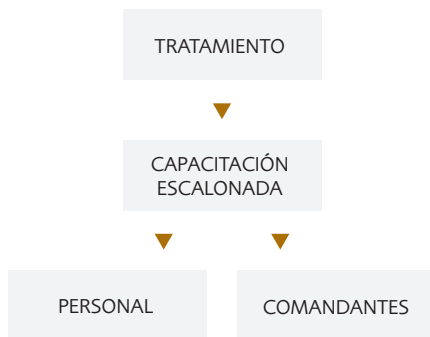 TRATAMIENTO
CAPACITACIÓN
ESCALONADA
PERSONAL
COMANDANTES